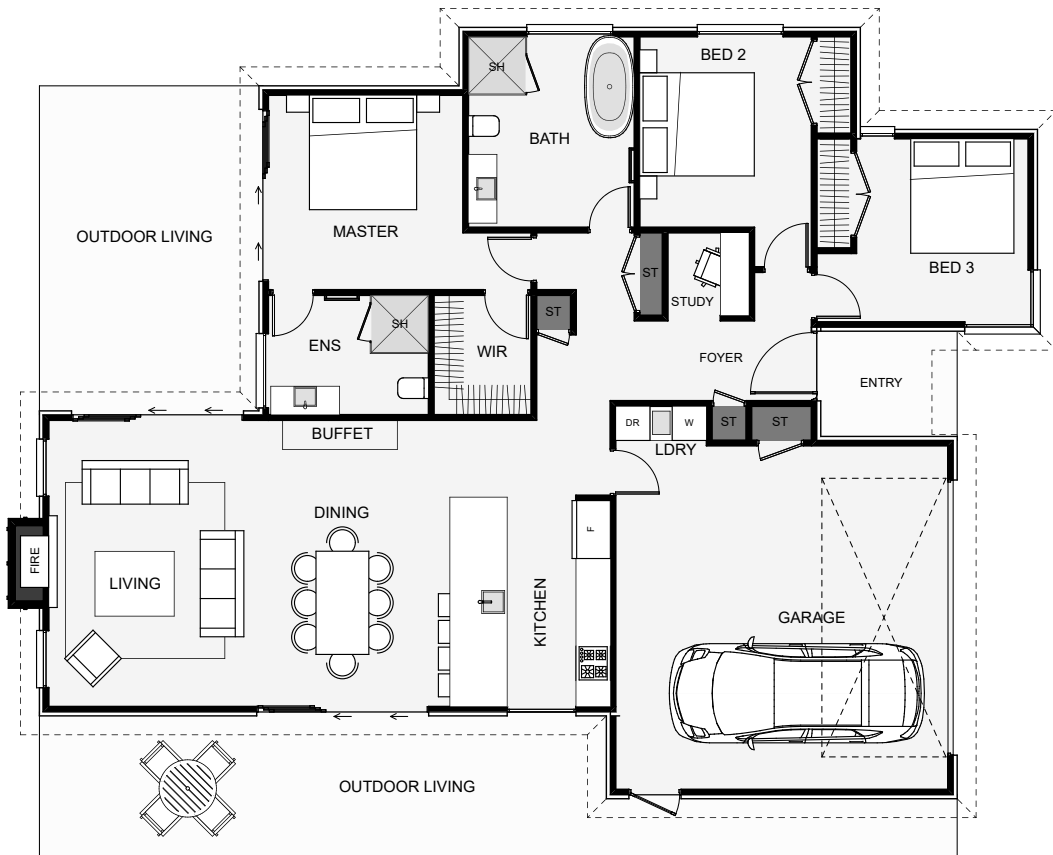 BED 2
SH
BATH
OUTDOOR LIVING
MASTER
BED 3
ST
STUDY
ST
SH
ENS
WIR
FOYER
ENTRY
DR
W
ST
ST
BUFFET
LDRY
DINING
F
FIRE
LIVING
KITCHEN
GARAGE
OUTDOOR LIVING